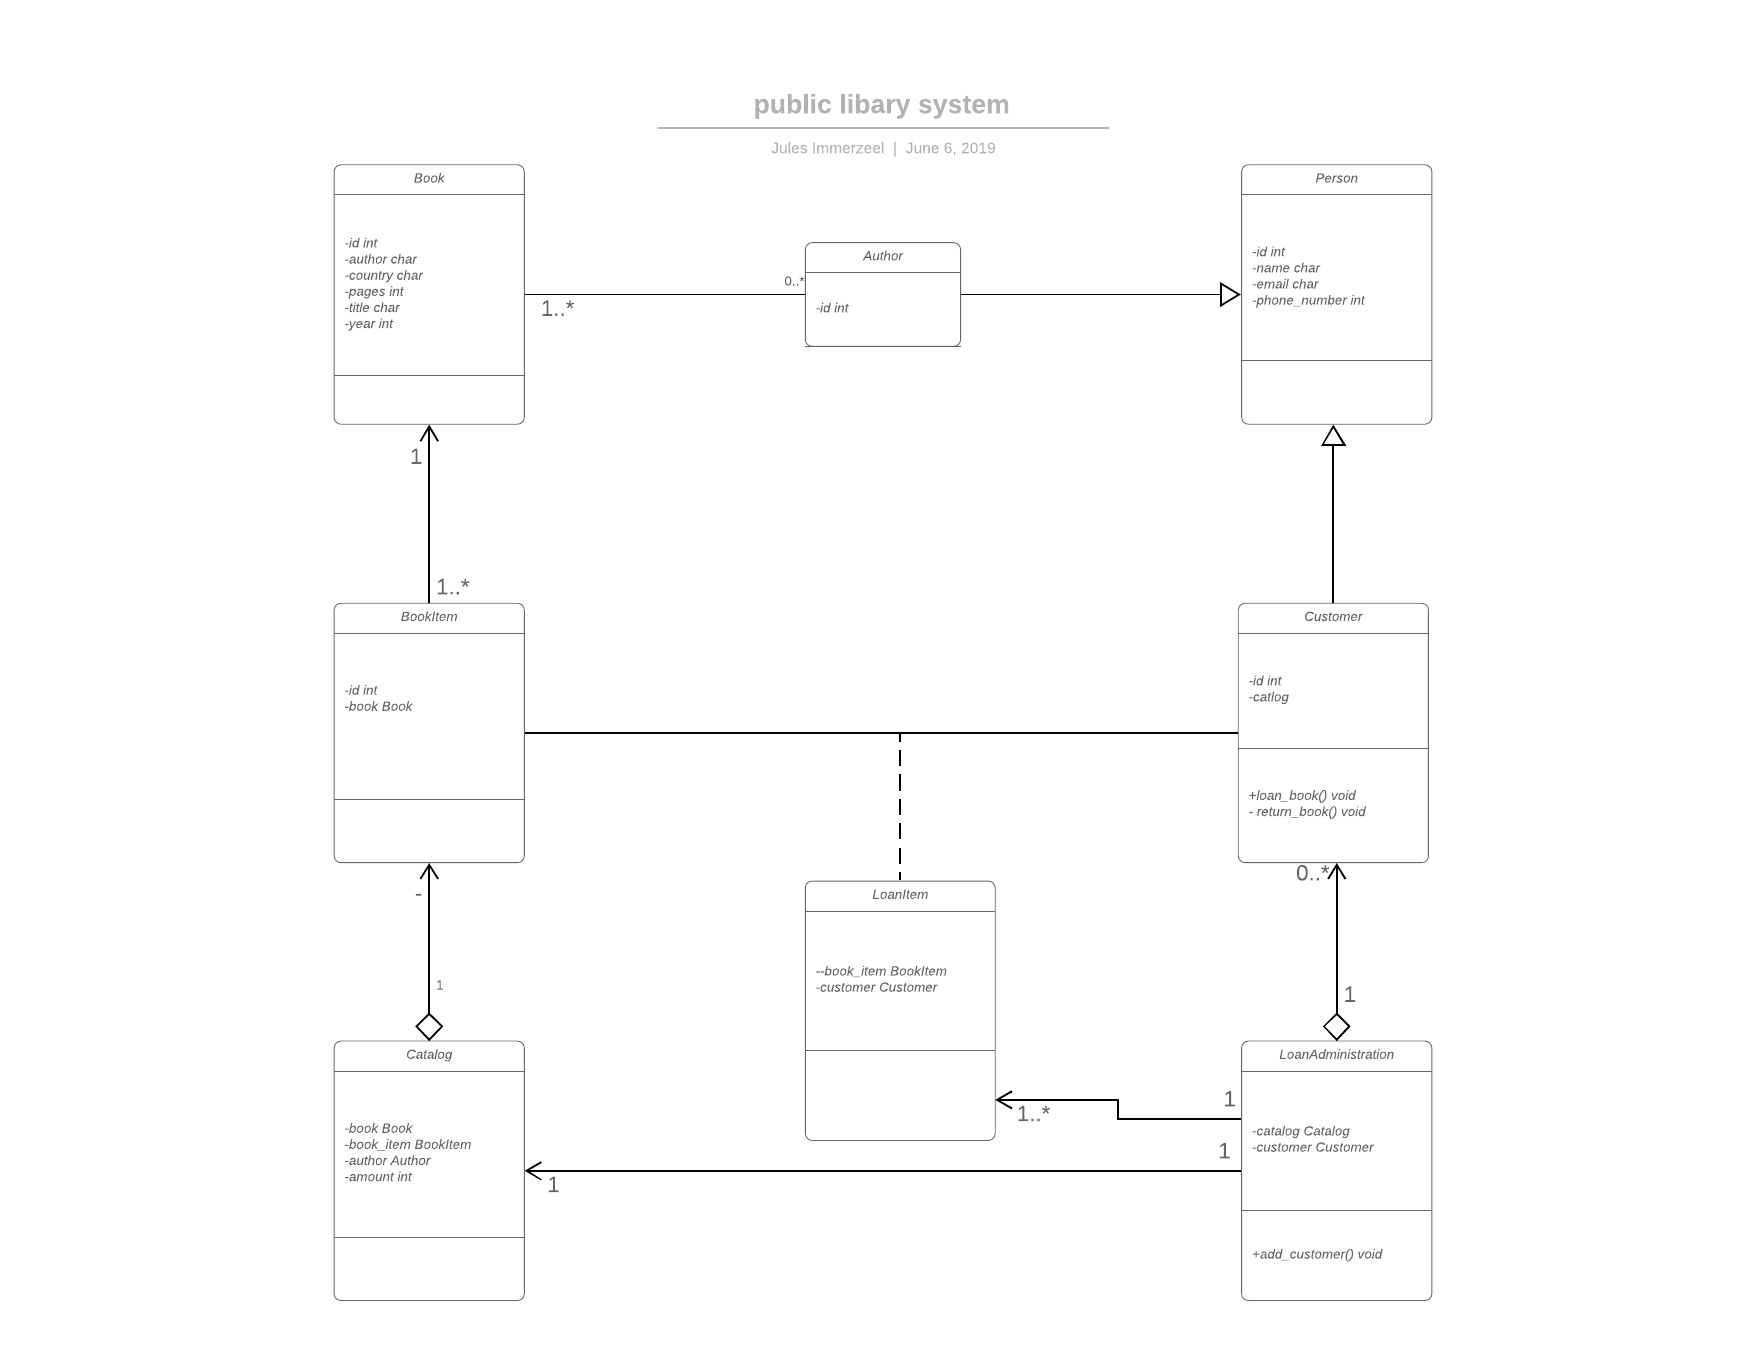 public libary system
Jules Immerzeel | June 6, 2019
Book
-id int
-author char
-country char
-pages int
-title char
-year int
1..*
0..*
Author
-id int
Person
-id int
-name char
-email char
-phone_number int
1
1..*
BookItem
-id int
-book Book
Customer
-id int
-catlog
+loan_book() void
- return_book() void
-
1
0..*
1
LoanItem
--book_item BookItem
-customer Customer
Catalog
-book Book
-book_item BookItem
-author Author
-amount int
1..*
1
1
1
LoanAdministration
-catalog Catalog
-customer Customer
+add_customer() void